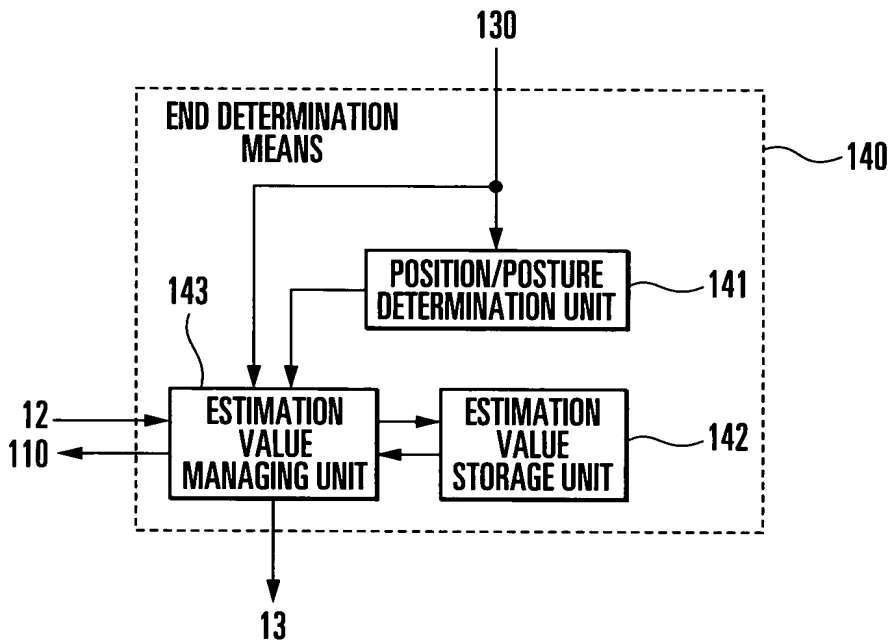 130
END DETERMINATION
MEANS
140
POSITION/POSTURE
DETERMINATION UNIT
141
143
12
110
ESTIMATION
VALUE
MANAGING UNIT
ESTIMATION
VALUE
STORAGE UNIT
142
13